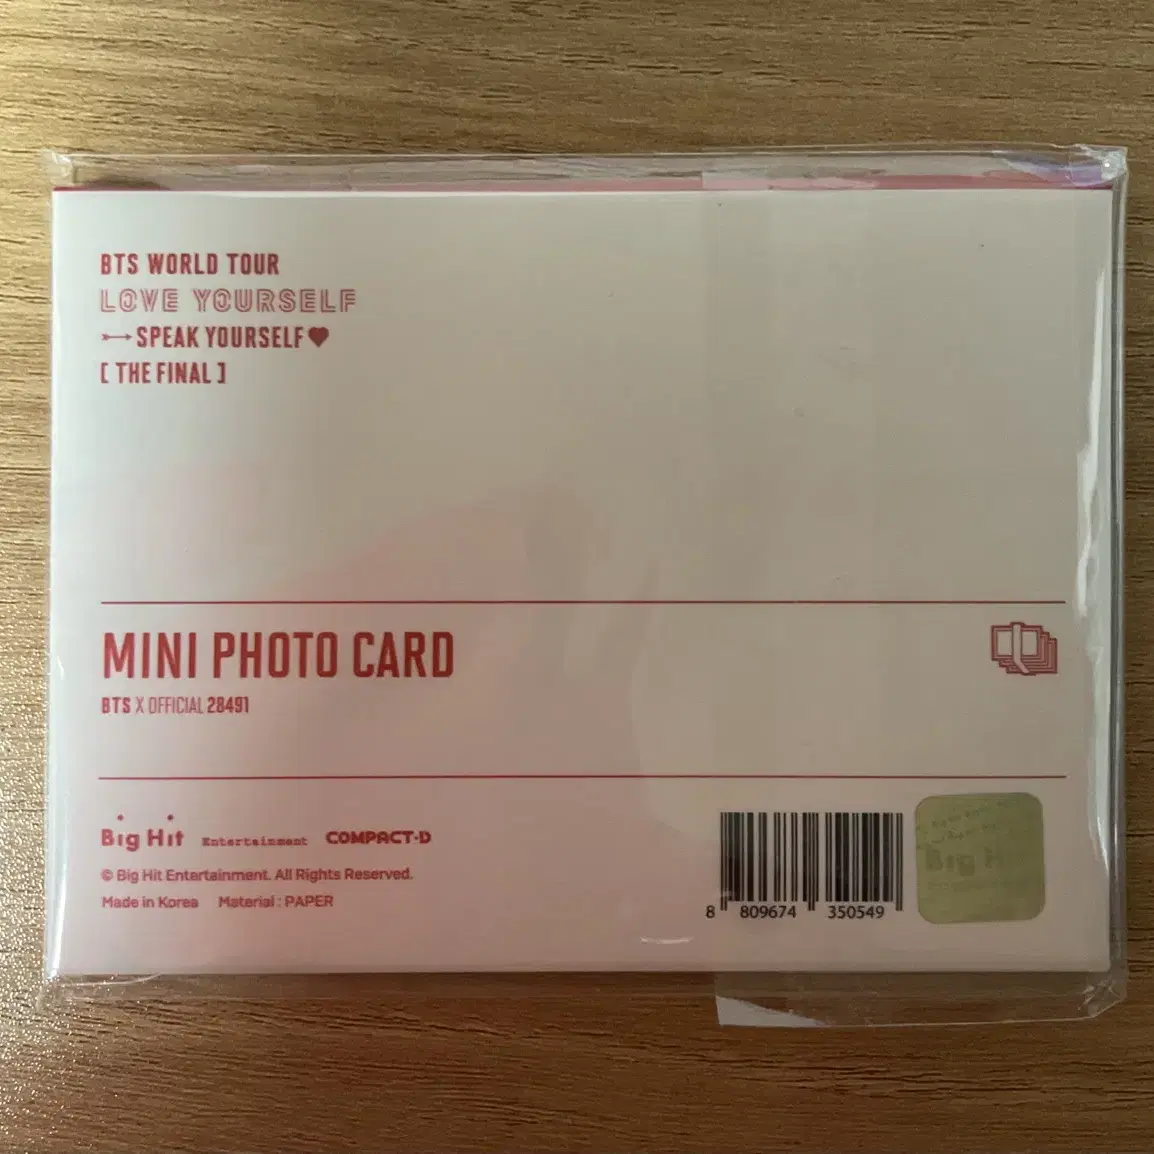 BTS WORLD TOUR
LOVE YOURSELF
SPEAK YOURSELF
[ THE FINAL ]
MINI PHOTO CARD
BTS X OFFICIAL 28491
Big Hit Entertainment COMPACT·D
© Big Hit Entertainment. All Rights Reserved.
Made in Korea Material : PAPER
8 809674 350549
Big H